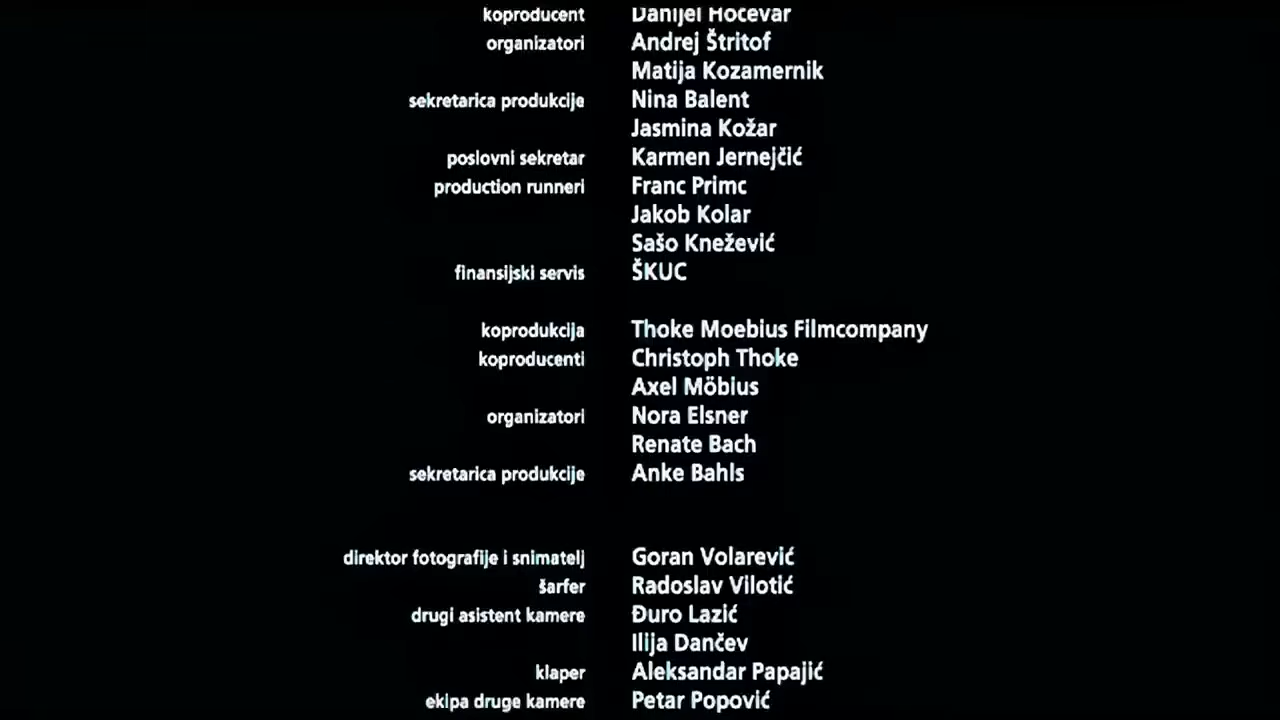 koproducent Danijel Hočevar
organizatori Andrej Štritof
Matija Kozamernik
sekretarica produkcije Nina Balent
Jasmina Kožar
poslovni sekretar Karmen Jernejčić
production runneri Franc Primc
Jakob Kolar
Sašo Knežević
finansijski servis ŠKUC
koprodukcija Thoke Moebius Filmcompany
koproducenti Christoph Thoke
Axel Möbius
organizatori Nora Elsner
Renate Bach
sekretarica produkcije Anke Bahls
direktor fotografije i snimatelj Goran Volarević
šarfer Radoslav Vilotić
drugi asistent kamere Đuro Lazić
Ilija Dančev
klaper Aleksandar Papajić
ekipa druge kamere Petar Popović